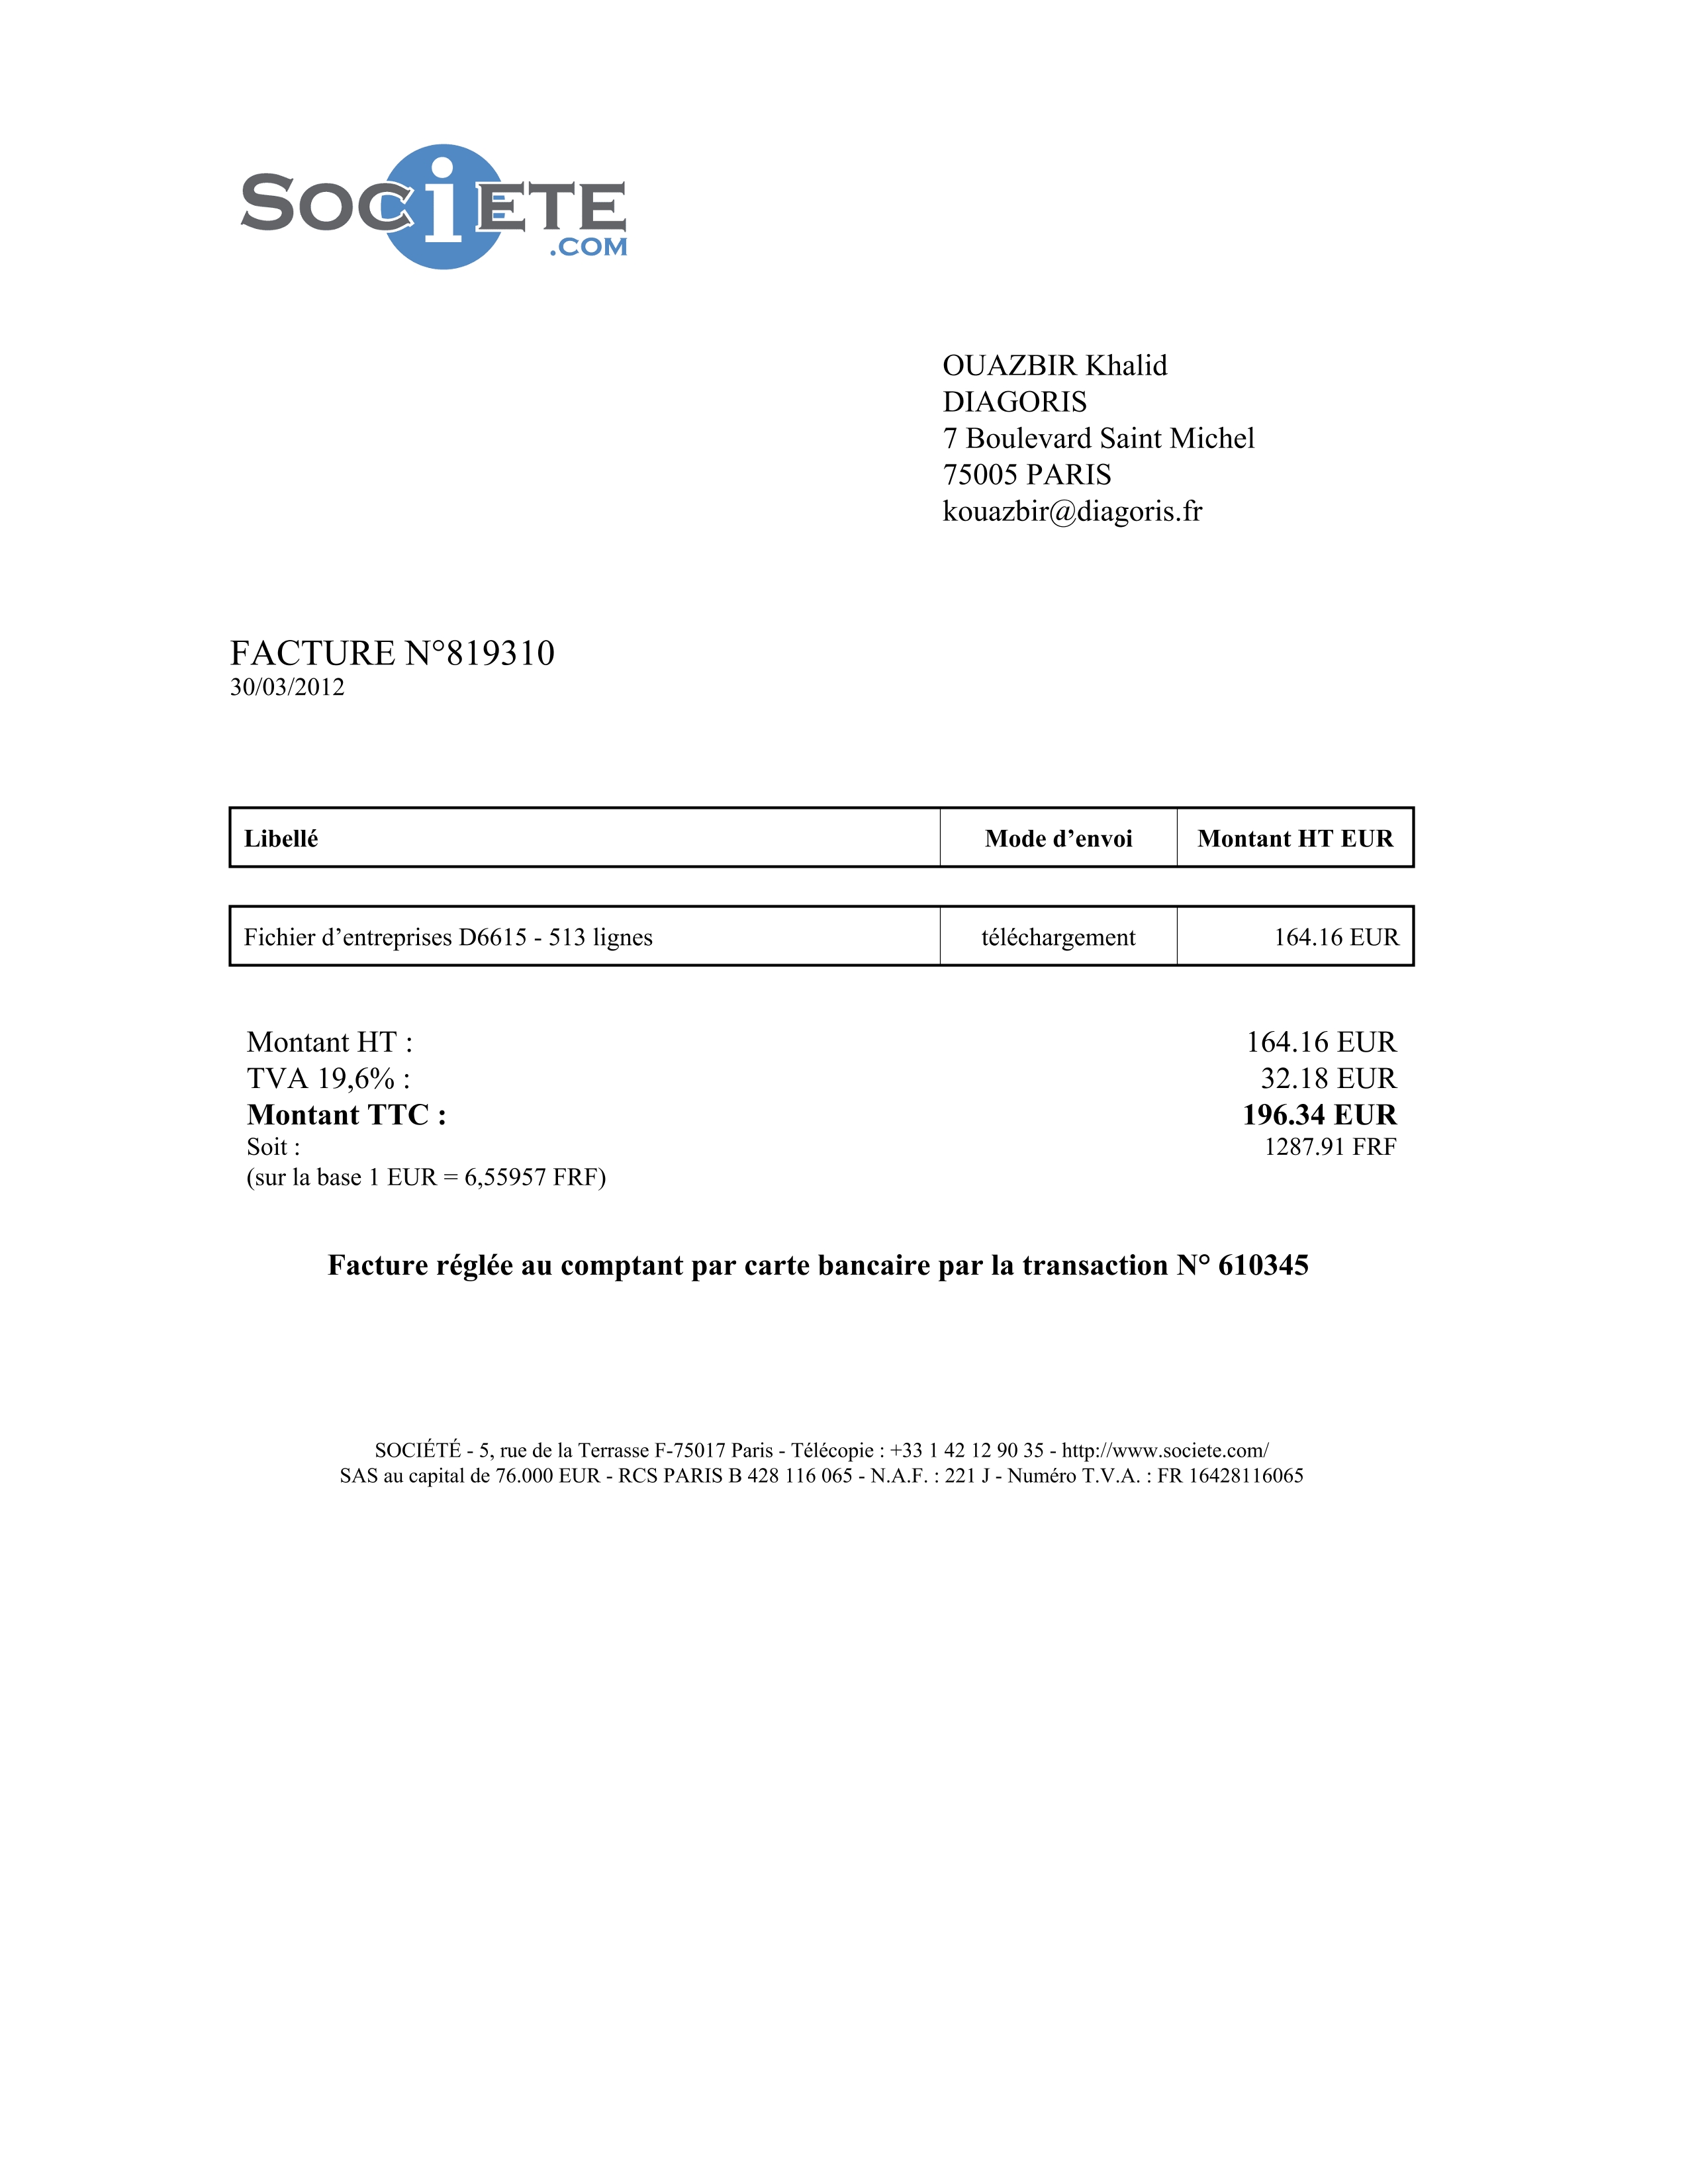 SOCiETE
.COM
OUAZBIR Khalid
DIAGORIS
7 Boulevard Saint Michel
75005 PARIS
kouazbir@diagoris.fr
FACTURE N°819310
30/03/2012
Libellé Mode d’envoi Montant HT EUR
Fichier d’entreprises D6615 - 513 lignes téléchargement 164.16 EUR
Montant HT : 164.16 EUR
TVA 19,6% : 32.18 EUR
Montant TTC : 196.34 EUR
Soit : 1287.91 FRF
(sur la base 1 EUR = 6,55957 FRF)
Facture réglée au comptant par carte bancaire par la transaction N° 610345
SOCIÉTÉ - 5, rue de la Terrasse F-75017 Paris - Télécopie : +33 1 42 12 90 35 - http://www.societe.com/
SAS au capital de 76.000 EUR - RCS PARIS B 428 116 065 - N.A.F. : 221 J - Numéro T.V.A. : FR 16428116065